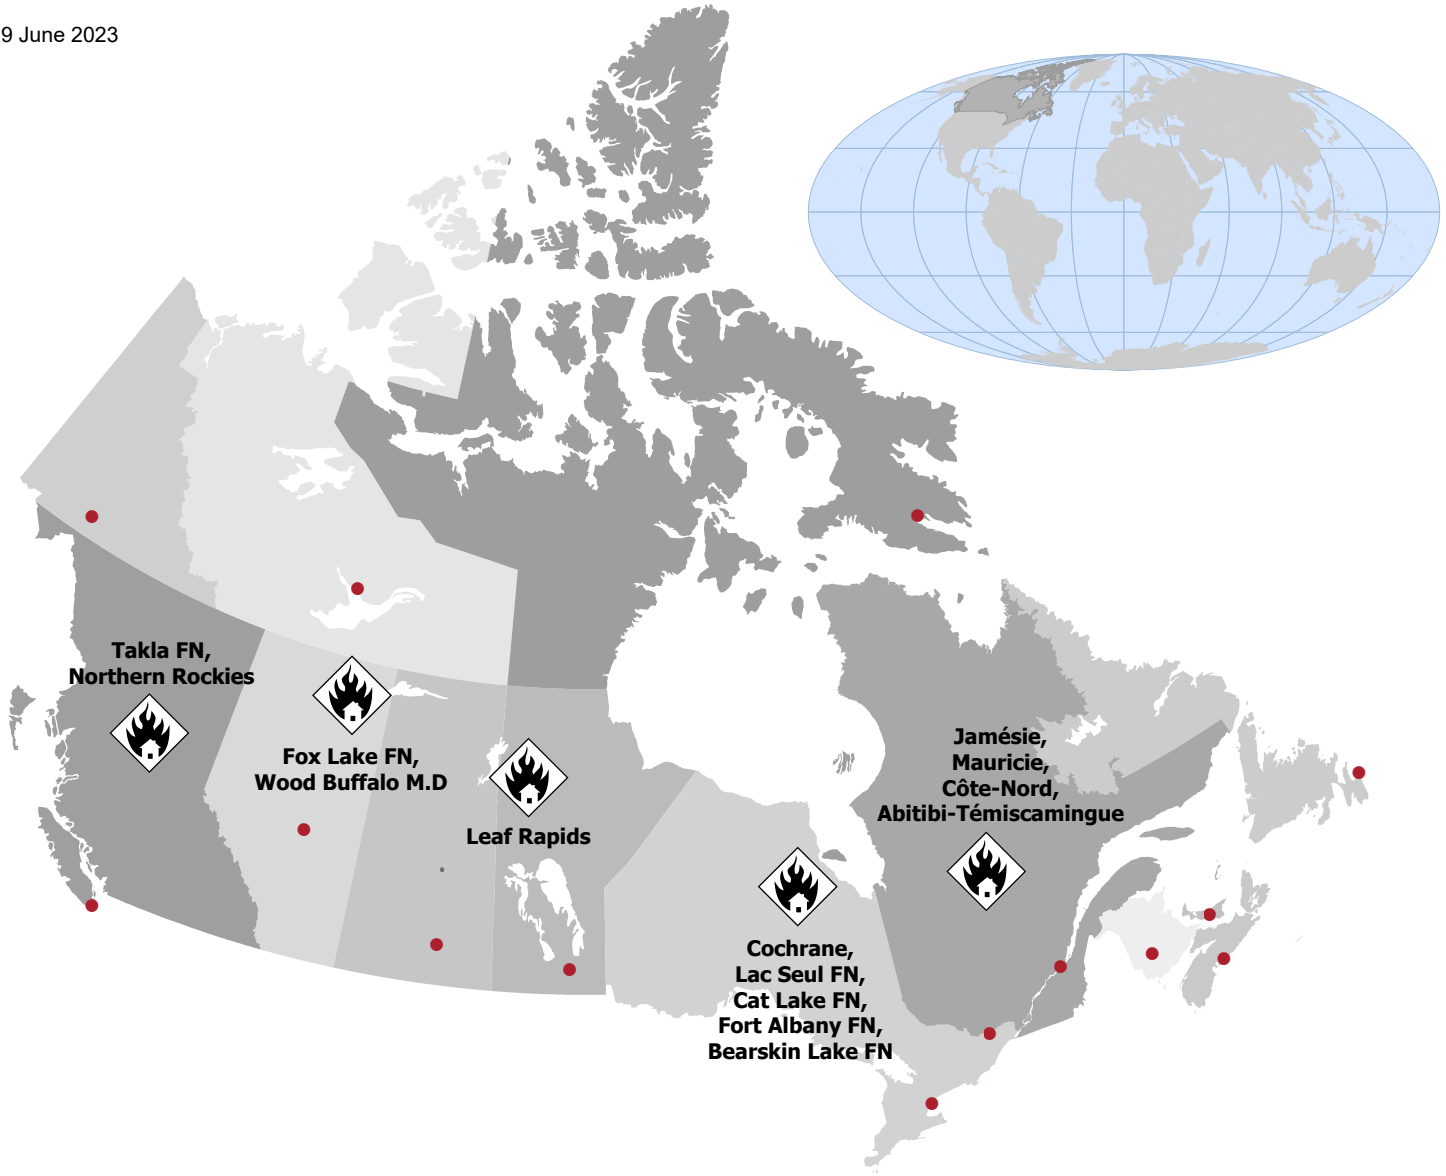 9 June 2023
Takla FN,
Northern Rockies
Fox Lake FN,
Wood Buffalo M.D
Leaf Rapids
Jamésie,
Mauricie,
Côte-Nord,
Abitibi-Témiscamingue
Cochrane,
Lac Seul FN,
Cat Lake FN,
Fort Albany FN,
Bearskin Lake FN